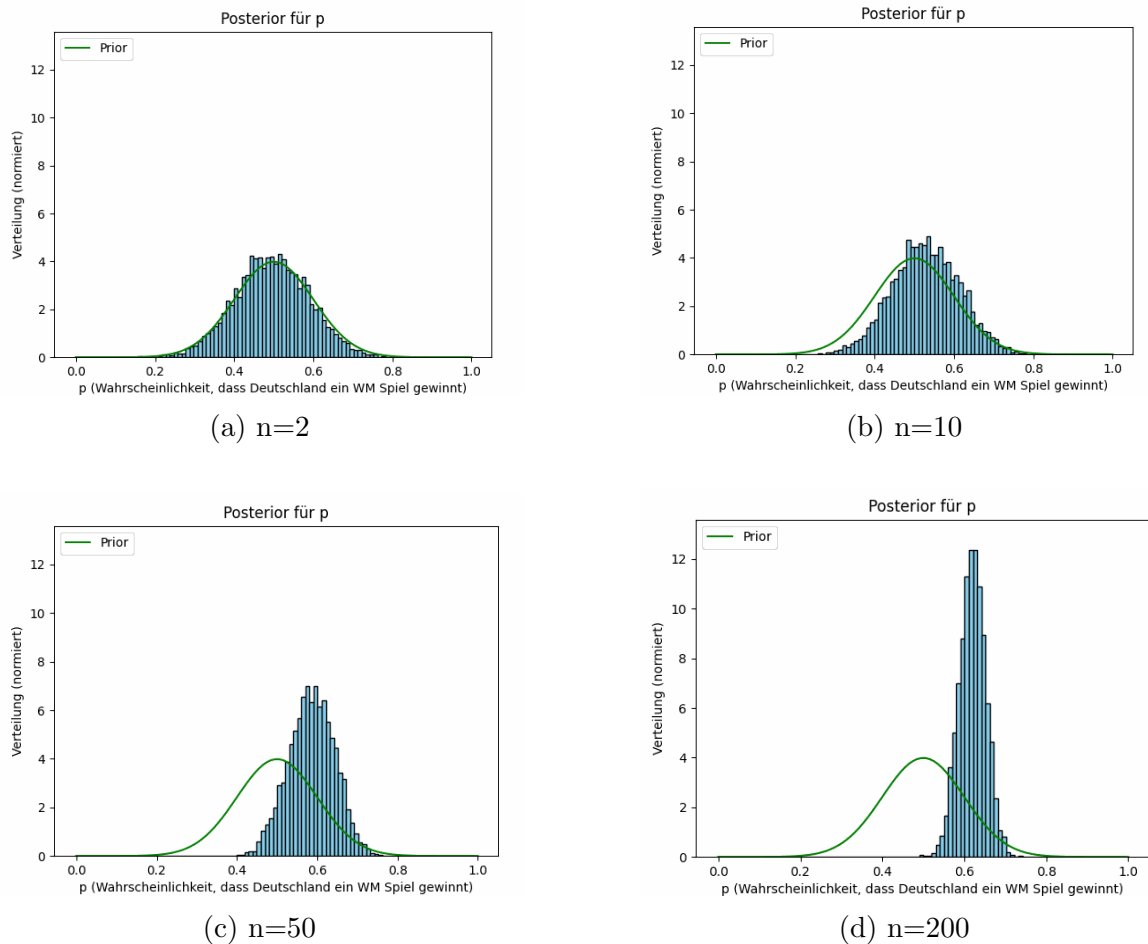 Posterior für p
Prior
12
10
8
6
4
2
0
0.0 0.2 0.4 0.6 0.8 1.0
Verteilung (normiert)
p (Wahrscheinlichkeit, dass Deutschland ein WM Spiel gewinnt)
(a) n=2
Posterior für p
Prior
12
10
8
6
4
2
0
0.0 0.2 0.4 0.6 0.8 1.0
Verteilung (normiert)
p (Wahrscheinlichkeit, dass Deutschland ein WM Spiel gewinnt)
(b) n=10
Posterior für p
Prior
12
10
8
6
4
2
0
0.0 0.2 0.4 0.6 0.8 1.0
Verteilung (normiert)
p (Wahrscheinlichkeit, dass Deutschland ein WM Spiel gewinnt)
(c) n=50
Posterior für p
Prior
12
10
8
6
4
2
0
0.0 0.2 0.4 0.6 0.8 1.0
Verteilung (normiert)
p (Wahrscheinlichkeit, dass Deutschland ein WM Spiel gewinnt)
(d) n=200